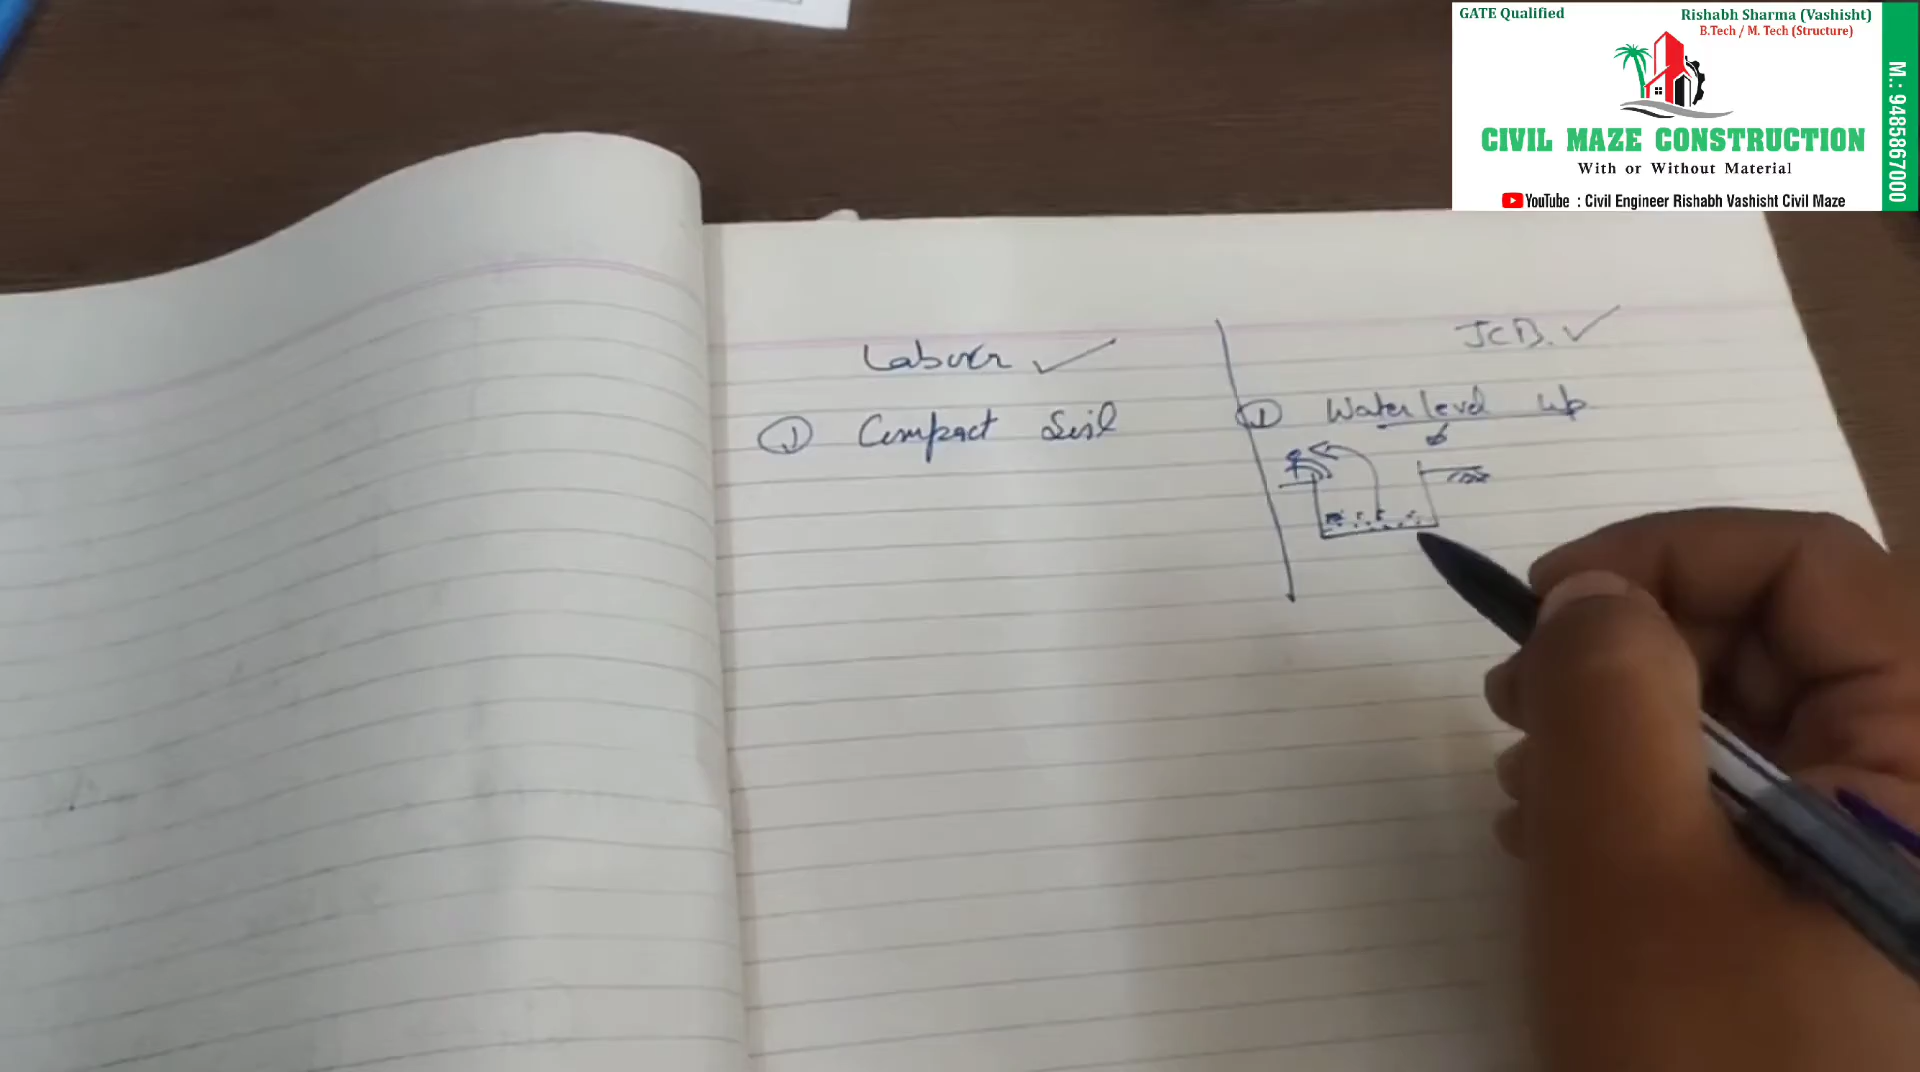 GATE Qualified
Rishabh Sharma (Vashisht)
B.Tech / M. Tech (Structure)
CIVIL MAZE CONSTRUCTION
With or Without Material
YouTube : Civil Engineer Rishabh Vashisht Civil Maze
M.: 9485867000
Labour ✓
① Compact Soil
JCB. ✓
① Water level up